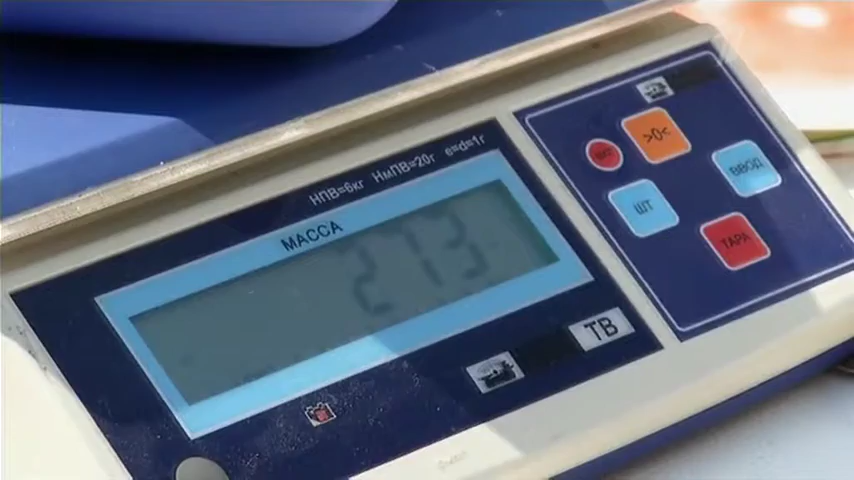 НПВ=6кг НмПВ=20г e=d=1г
МАССА
273
>0<
ВВОД
ШТ
ТАРА
ТВ